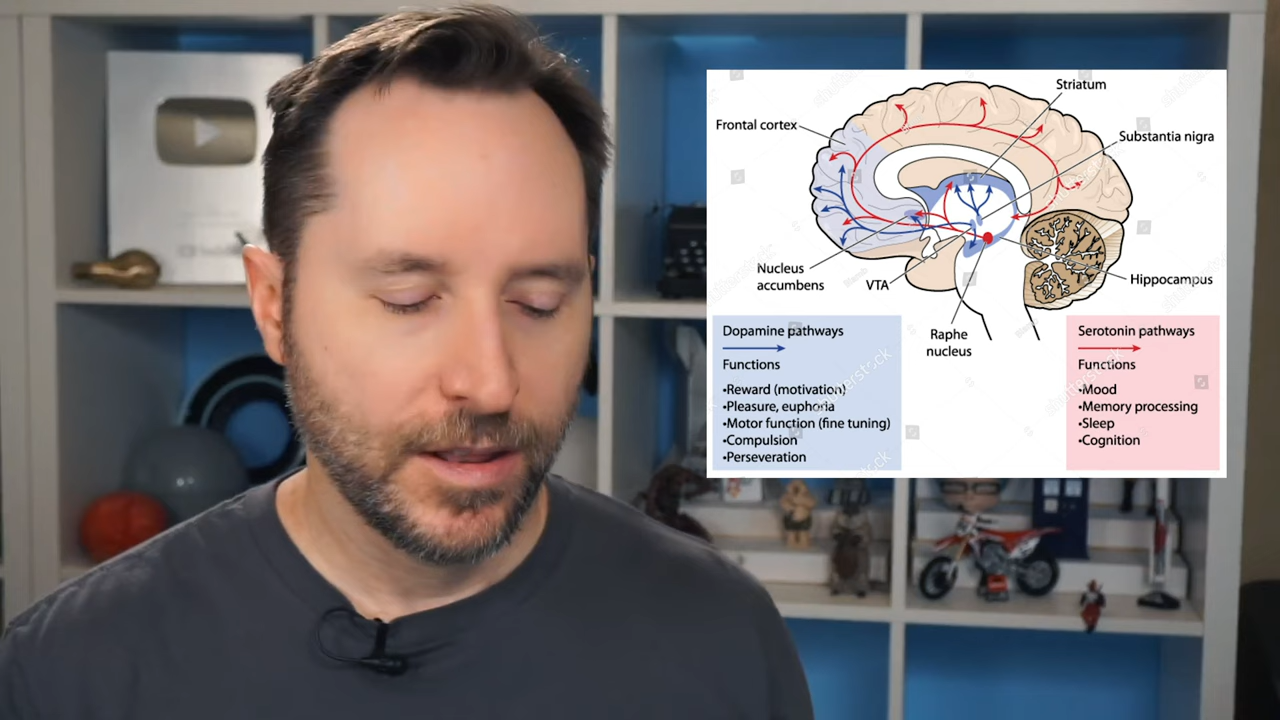 Striatum
Frontal cortex
Substantia nigra
Nucleus
accumbens
VTA
Hippocampus
Raphe
nucleus
Dopamine pathways
Functions
•Reward (motivation)
•Pleasure, euphoria
•Motor function (fine tuning)
•Compulsion
•Perseveration
Serotonin pathways
Functions
•Mood
•Memory processing
•Sleep
•Cognition
shutterstock